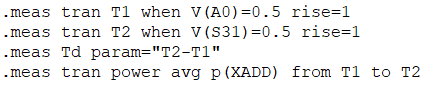 .meas tran T1 when V(A0)=0.5 rise=1
.meas tran T2 when V(S31)=0.5 rise=1
.meas Td param="T2-T1"
.meas tran power avg p(XADD) from T1 to T2